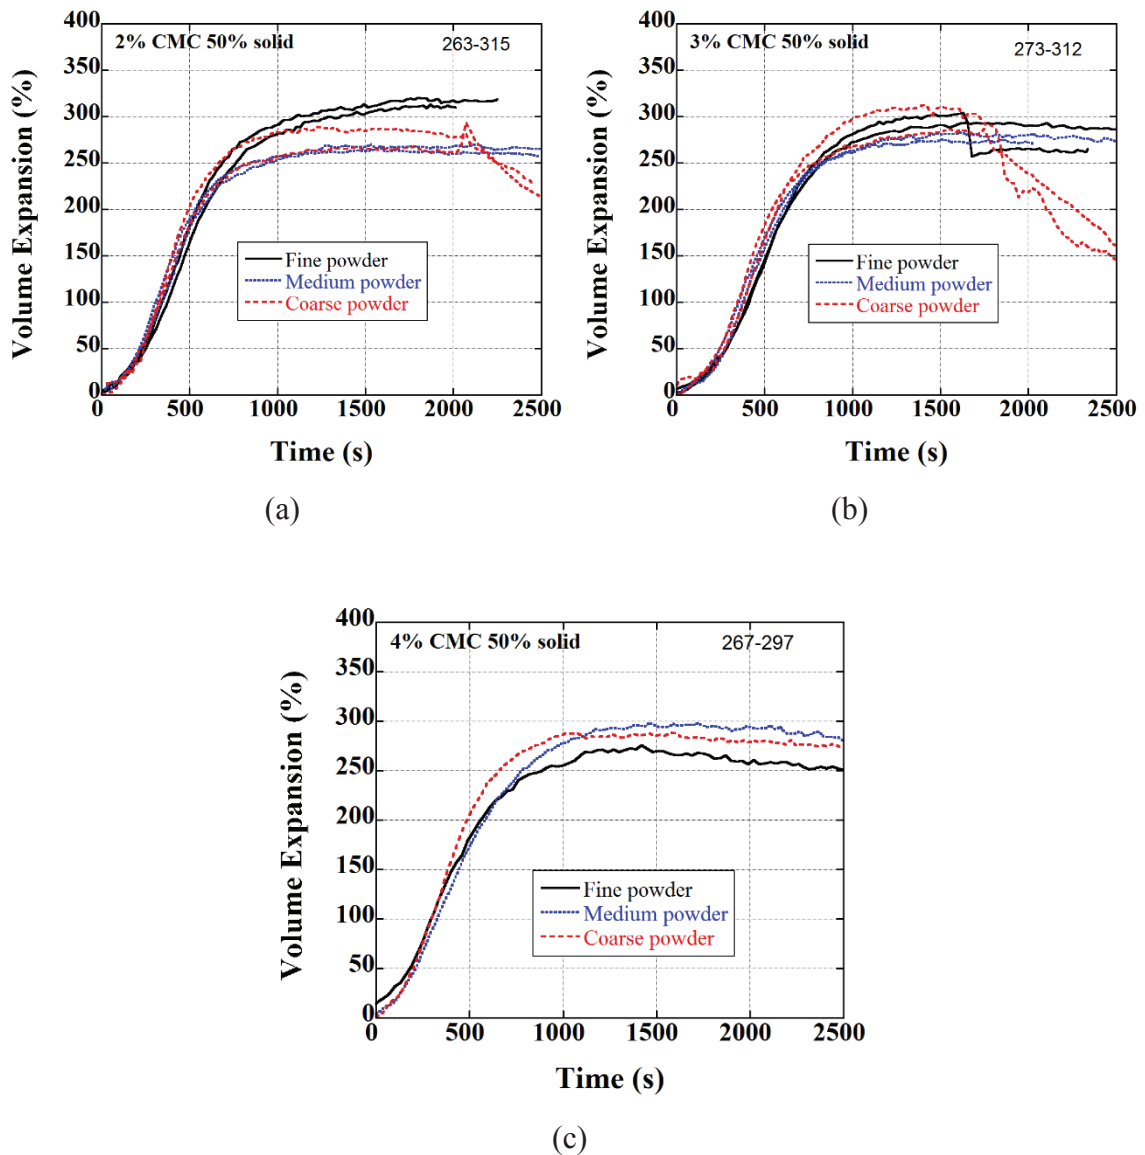 2% CMC 50% solid 263-315
Volume Expansion (%)
400
350
300
250
200
150
100
50
0
Fine powder
Medium powder
Coarse powder
0 500 1000 1500 2000 2500
Time (s)
(a)
3% CMC 50% solid 273-312
Volume Expansion (%)
400
350
300
250
200
150
100
50
0
Fine powder
Medium powder
Coarse powder
0 500 1000 1500 2000 2500
Time (s)
(b)
4% CMC 50% solid 267-297
Volume Expansion (%)
400
350
300
250
200
150
100
50
0
Fine powder
Medium powder
Coarse powder
0 500 1000 1500 2000 2500
Time (s)
(c)